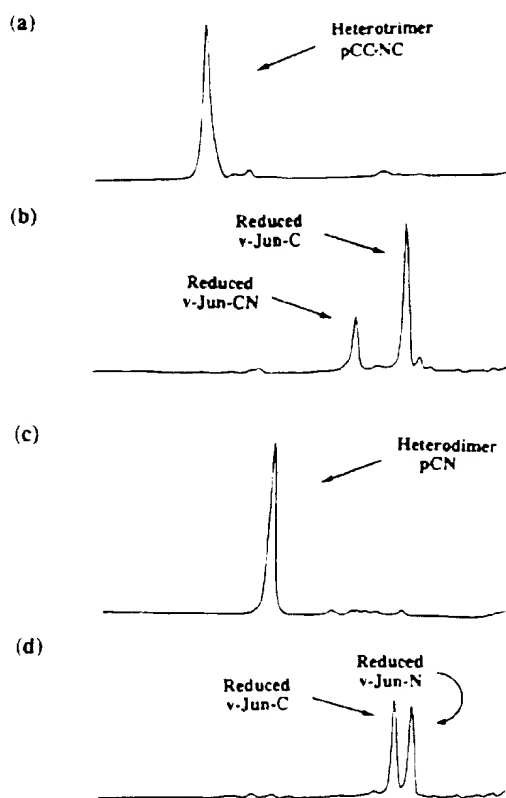 (a)
Heterotrimer
pCC-NC
(b)
Reduced
v-Jun-C
Reduced
v-Jun-CN
(c)
Heterodimer
pCN
(d)
Reduced
v-Jun-N
Reduced
v-Jun-C